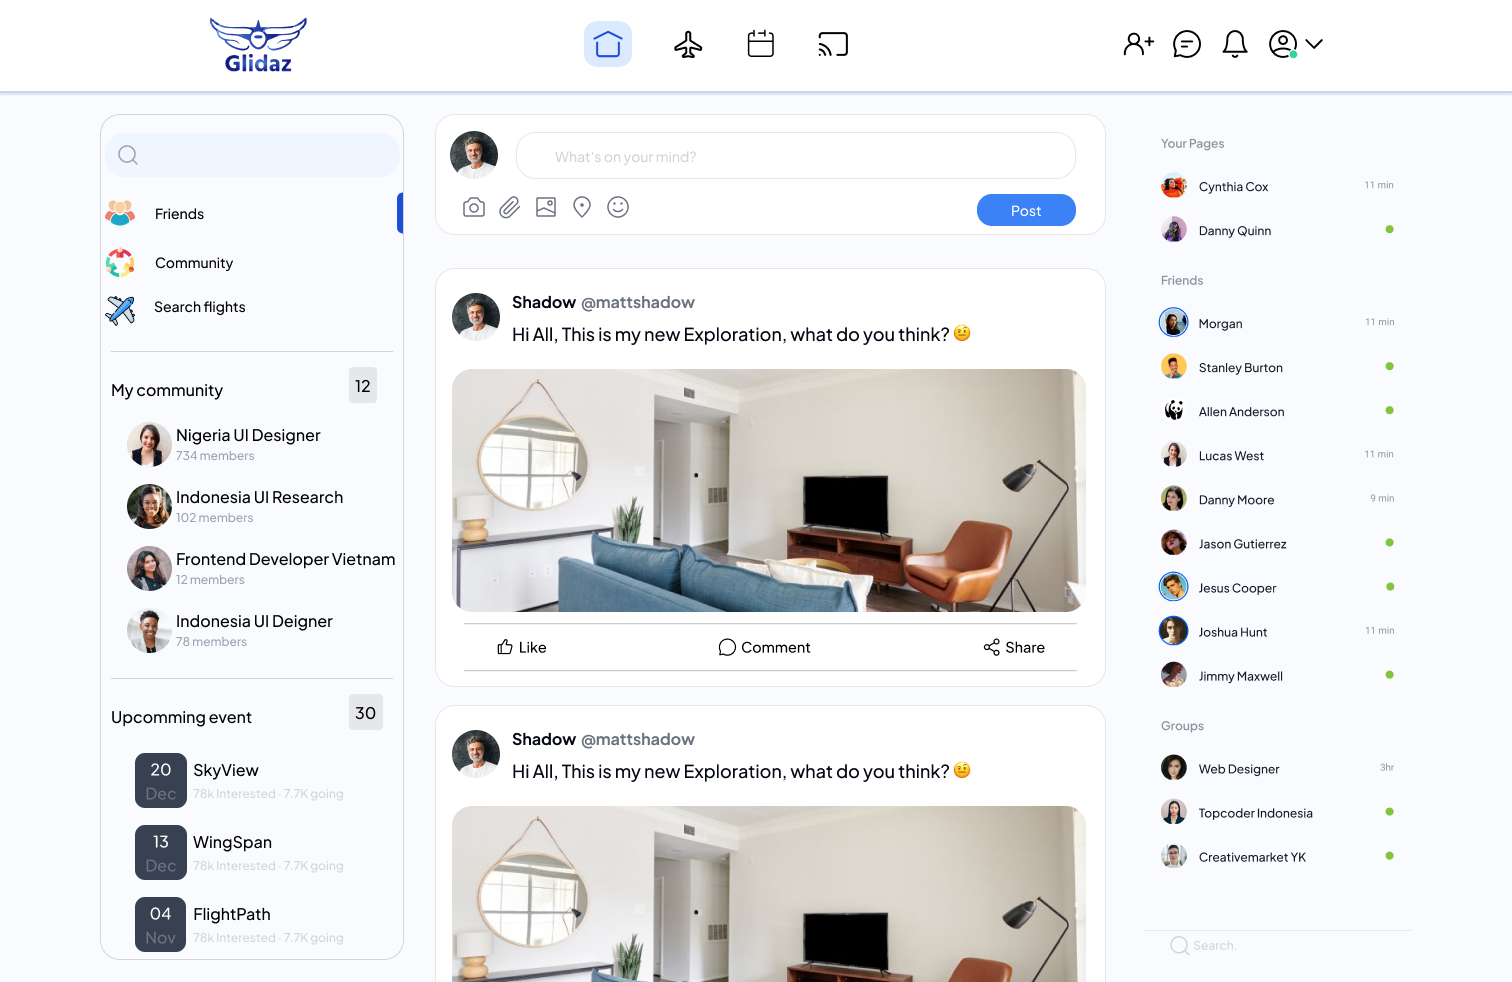 Glidaz
Friends
Community
Search flights
My community
12
Nigeria UI Designer
734 members
Indonesia UI Research
102 members
Frontend Developer Vietnam
12 members
Indonesia UI Deigner
78 members
Upcomming event
30
20
Dec
SkyView
78k Interested · 7.7K going
13
Dec
WingSpan
78k Interested · 7.7K going
04
Nov
FlightPath
78k Interested · 7.7K going
What's on your mind?
Post
Shadow @mattshadow
Hi All, This is my new Exploration, what do you think? 🤨
Like
Comment
Share
Shadow @mattshadow
Hi All, This is my new Exploration, what do you think? 🤨
Your Pages
Cynthia Cox 11 min
Danny Quinn
Friends
Morgan 11 min
Stanley Burton
Allen Anderson
Lucas West 11 min
Danny Moore 9 min
Jason Gutierrez
Jesus Cooper
Joshua Hunt 11 min
Jimmy Maxwell
Groups
Web Designer 3hr
Topcoder Indonesia
Creativemarket YK
Search.